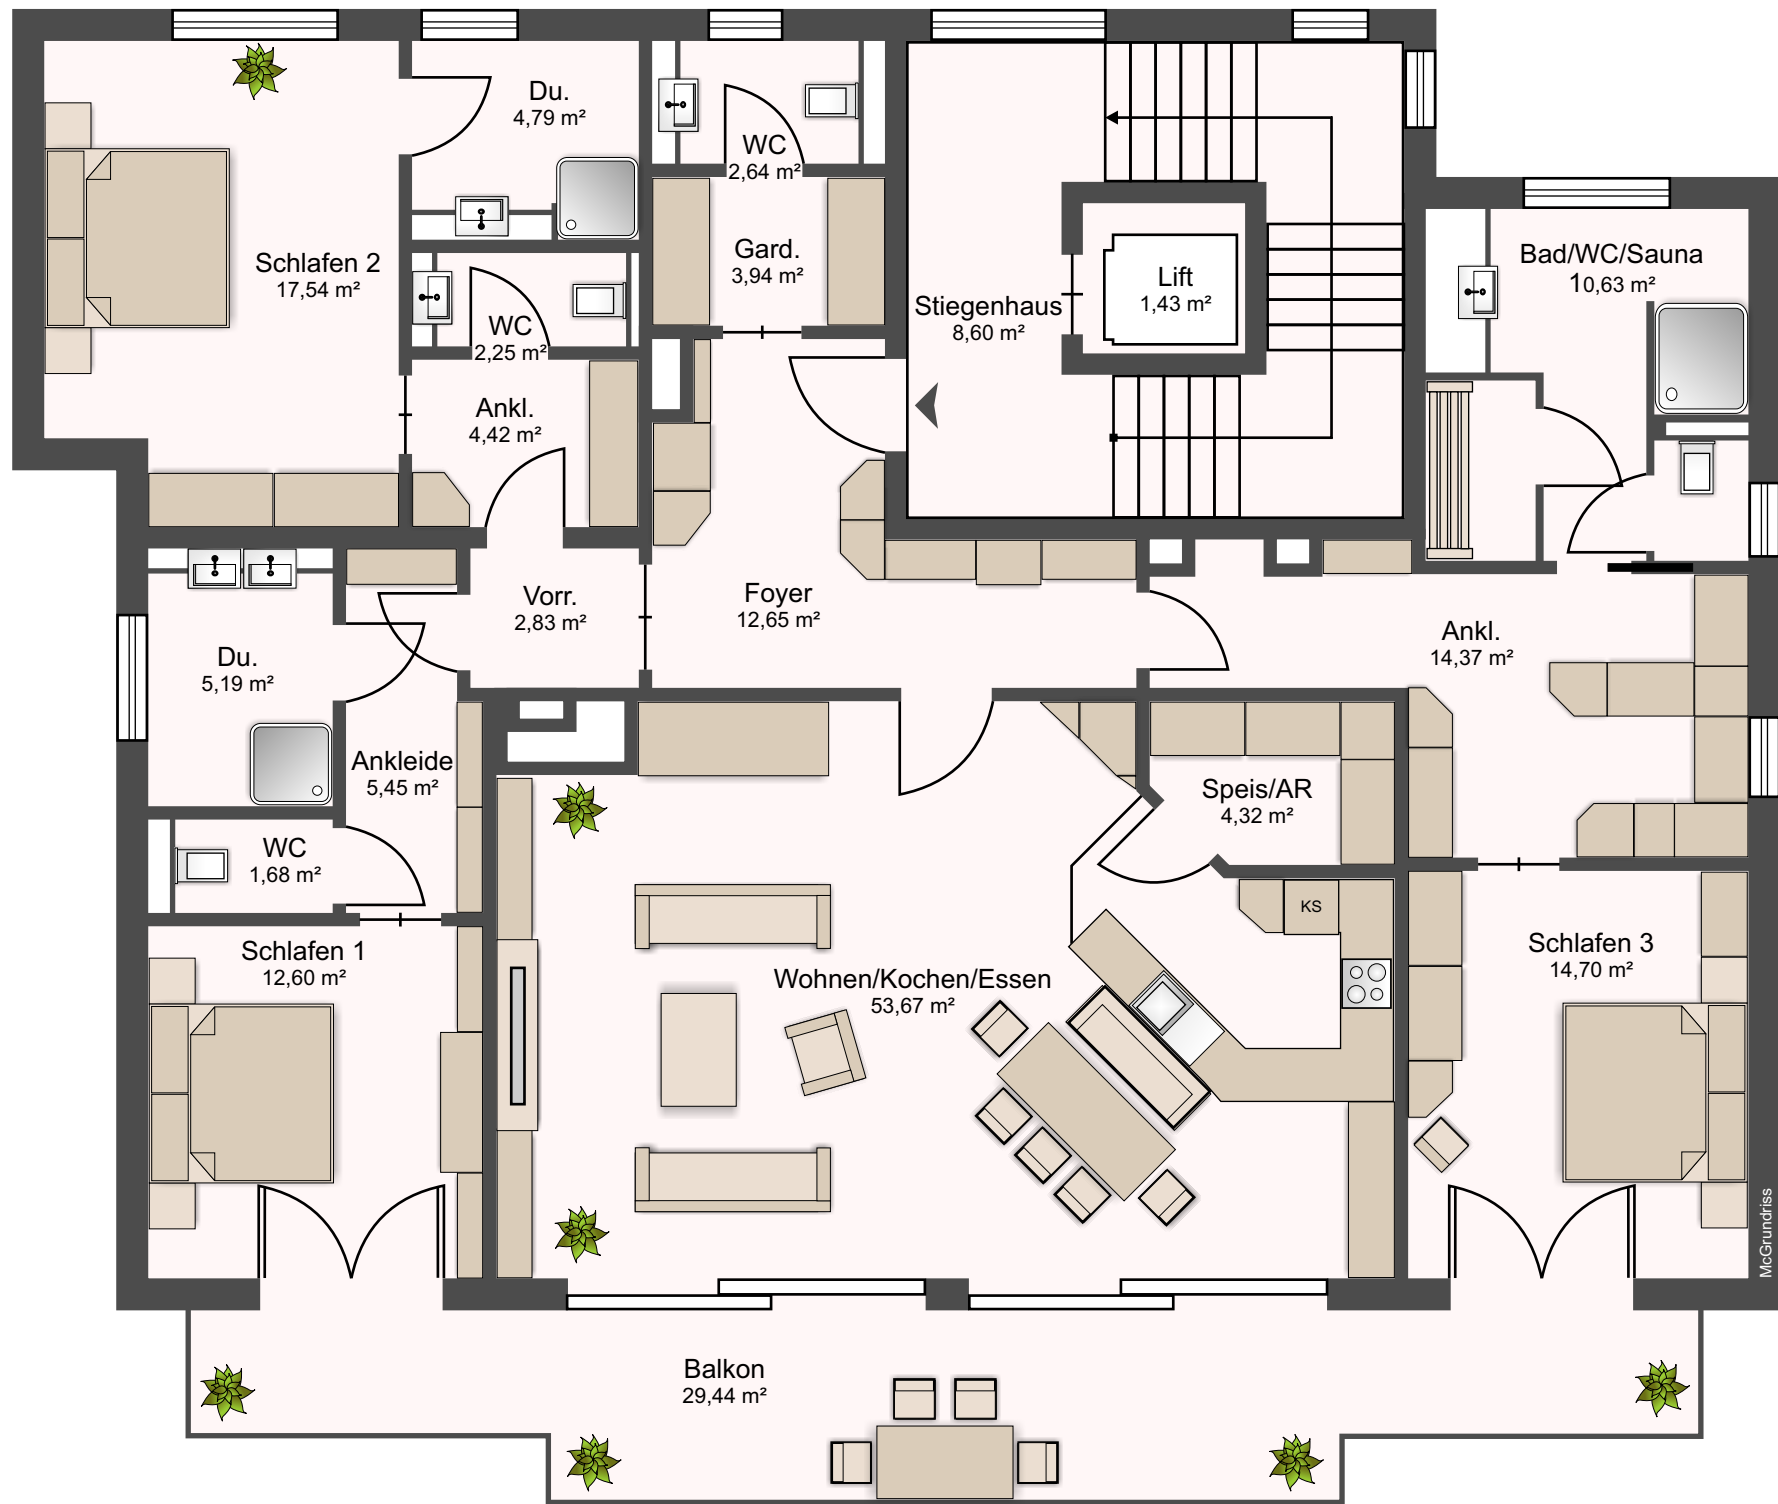 Du.
4,79 m²
WC
2,64 m²
Schlafen 2
17,54 m²
Gard.
3,94 m²
Stiegenhaus
8,60 m²
Lift
1,43 m²
Bad/WC/Sauna
10,63 m²
WC
2,25 m²
Ankl.
4,42 m²
Vorr.
2,83 m²
Foyer
12,65 m²
Ankl.
14,37 m²
Du.
5,19 m²
Ankleide
5,45 m²
Speis/AR
4,32 m²
WC
1,68 m²
KS
Schlafen 1
12,60 m²
Wohnen/Kochen/Essen
53,67 m²
Schlafen 3
14,70 m²
McGrundriss
Balkon
29,44 m²